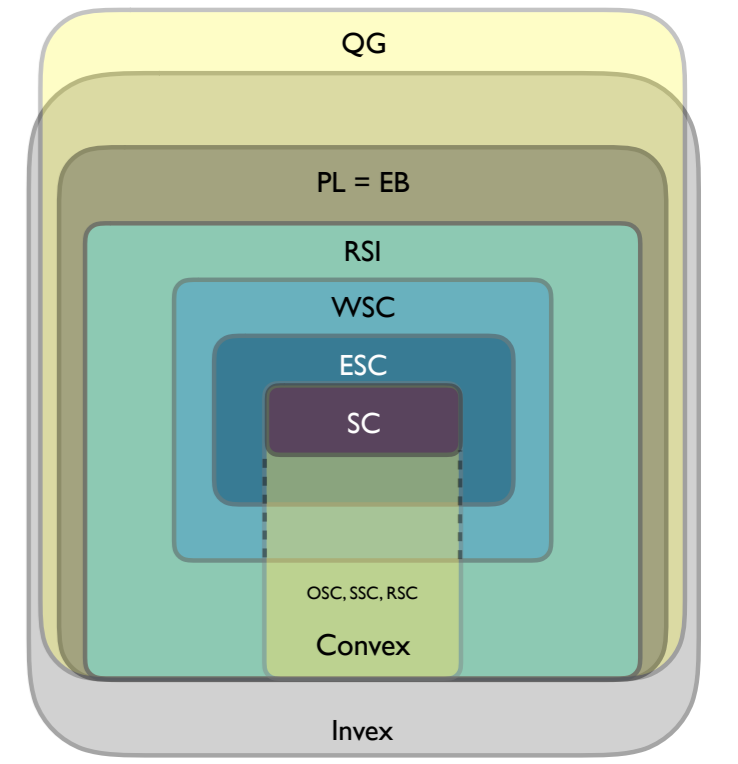 QG
PL = EB
RSI
WSC
ESC
SC
OSC, SSC, RSC
Convex
Invex